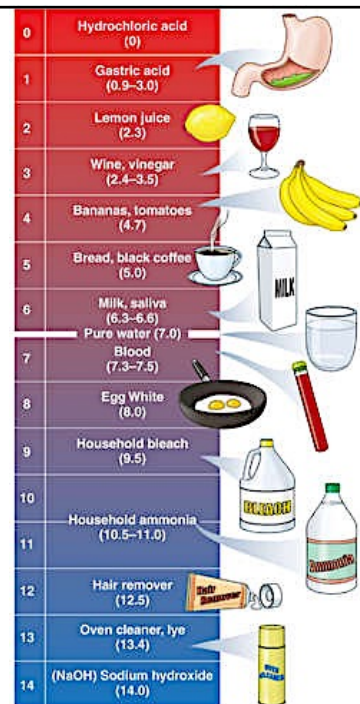 0 Hydrochloric acid
(0)
1 Gastric acid
(0.9–3.0)
2 Lemon juice
(2.3)
3 Wine, vinegar
(2.4–3.5)
4 Bananas, tomatoes
(4.7)
5 Bread, black coffee
(5.0)
MILK
6 Milk, saliva
(6.3–6.6)
Pure water (7.0)
7 Blood
(7.3–7.5)
8 Egg White
(8.0)
9 Household bleach
(9.5)
BLEACH
10
Household ammonia
11 (10.5–11.0)
Ammonia
12 Hair remover
(12.5)
Hair
Remover
13 Oven cleaner, lye
(13.4)
OVEN
CLEANER
14 (NaOH) Sodium hydroxide
(14.0)